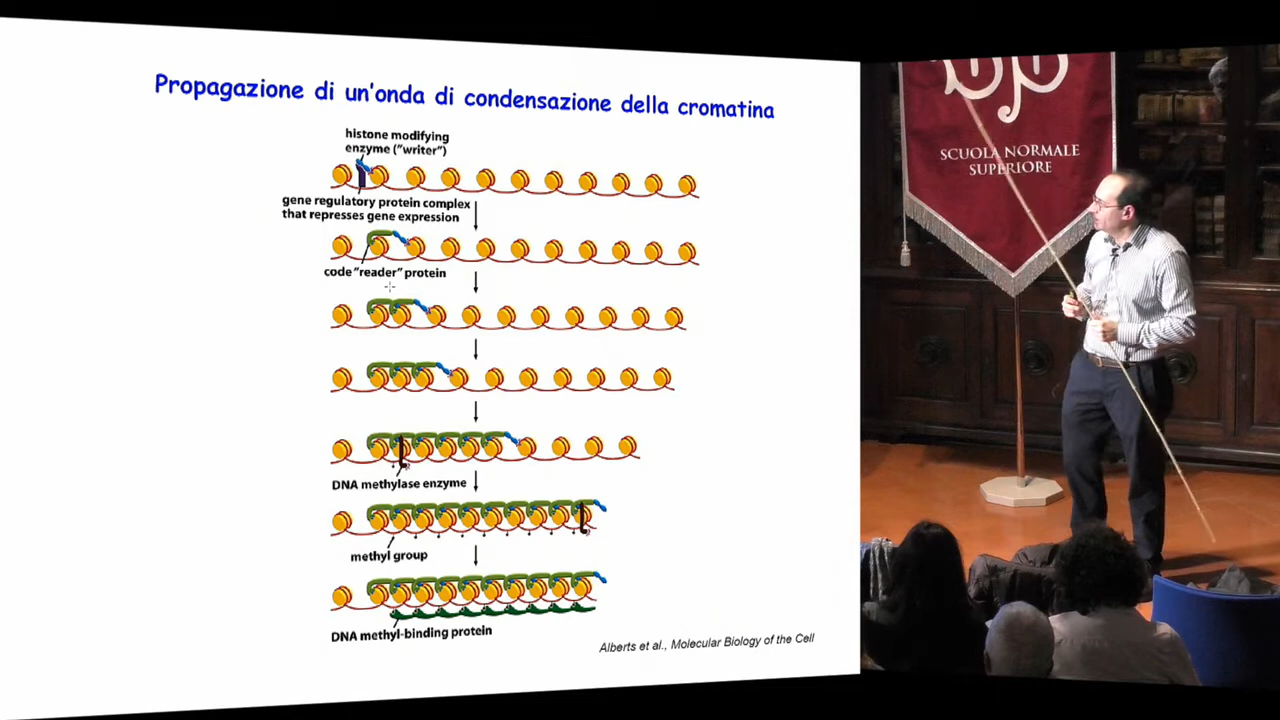 Propagazione di un'onda di condensazione della cromatina
histone modifying
enzyme ("writer")
gene regulatory protein complex
that represses gene expression
code "reader" protein
DNA methylase enzyme
methyl group
DNA methyl-binding protein
Alberts et al., Molecular Biology of the Cell
SCUOLA NORMALE
SUPERIORE